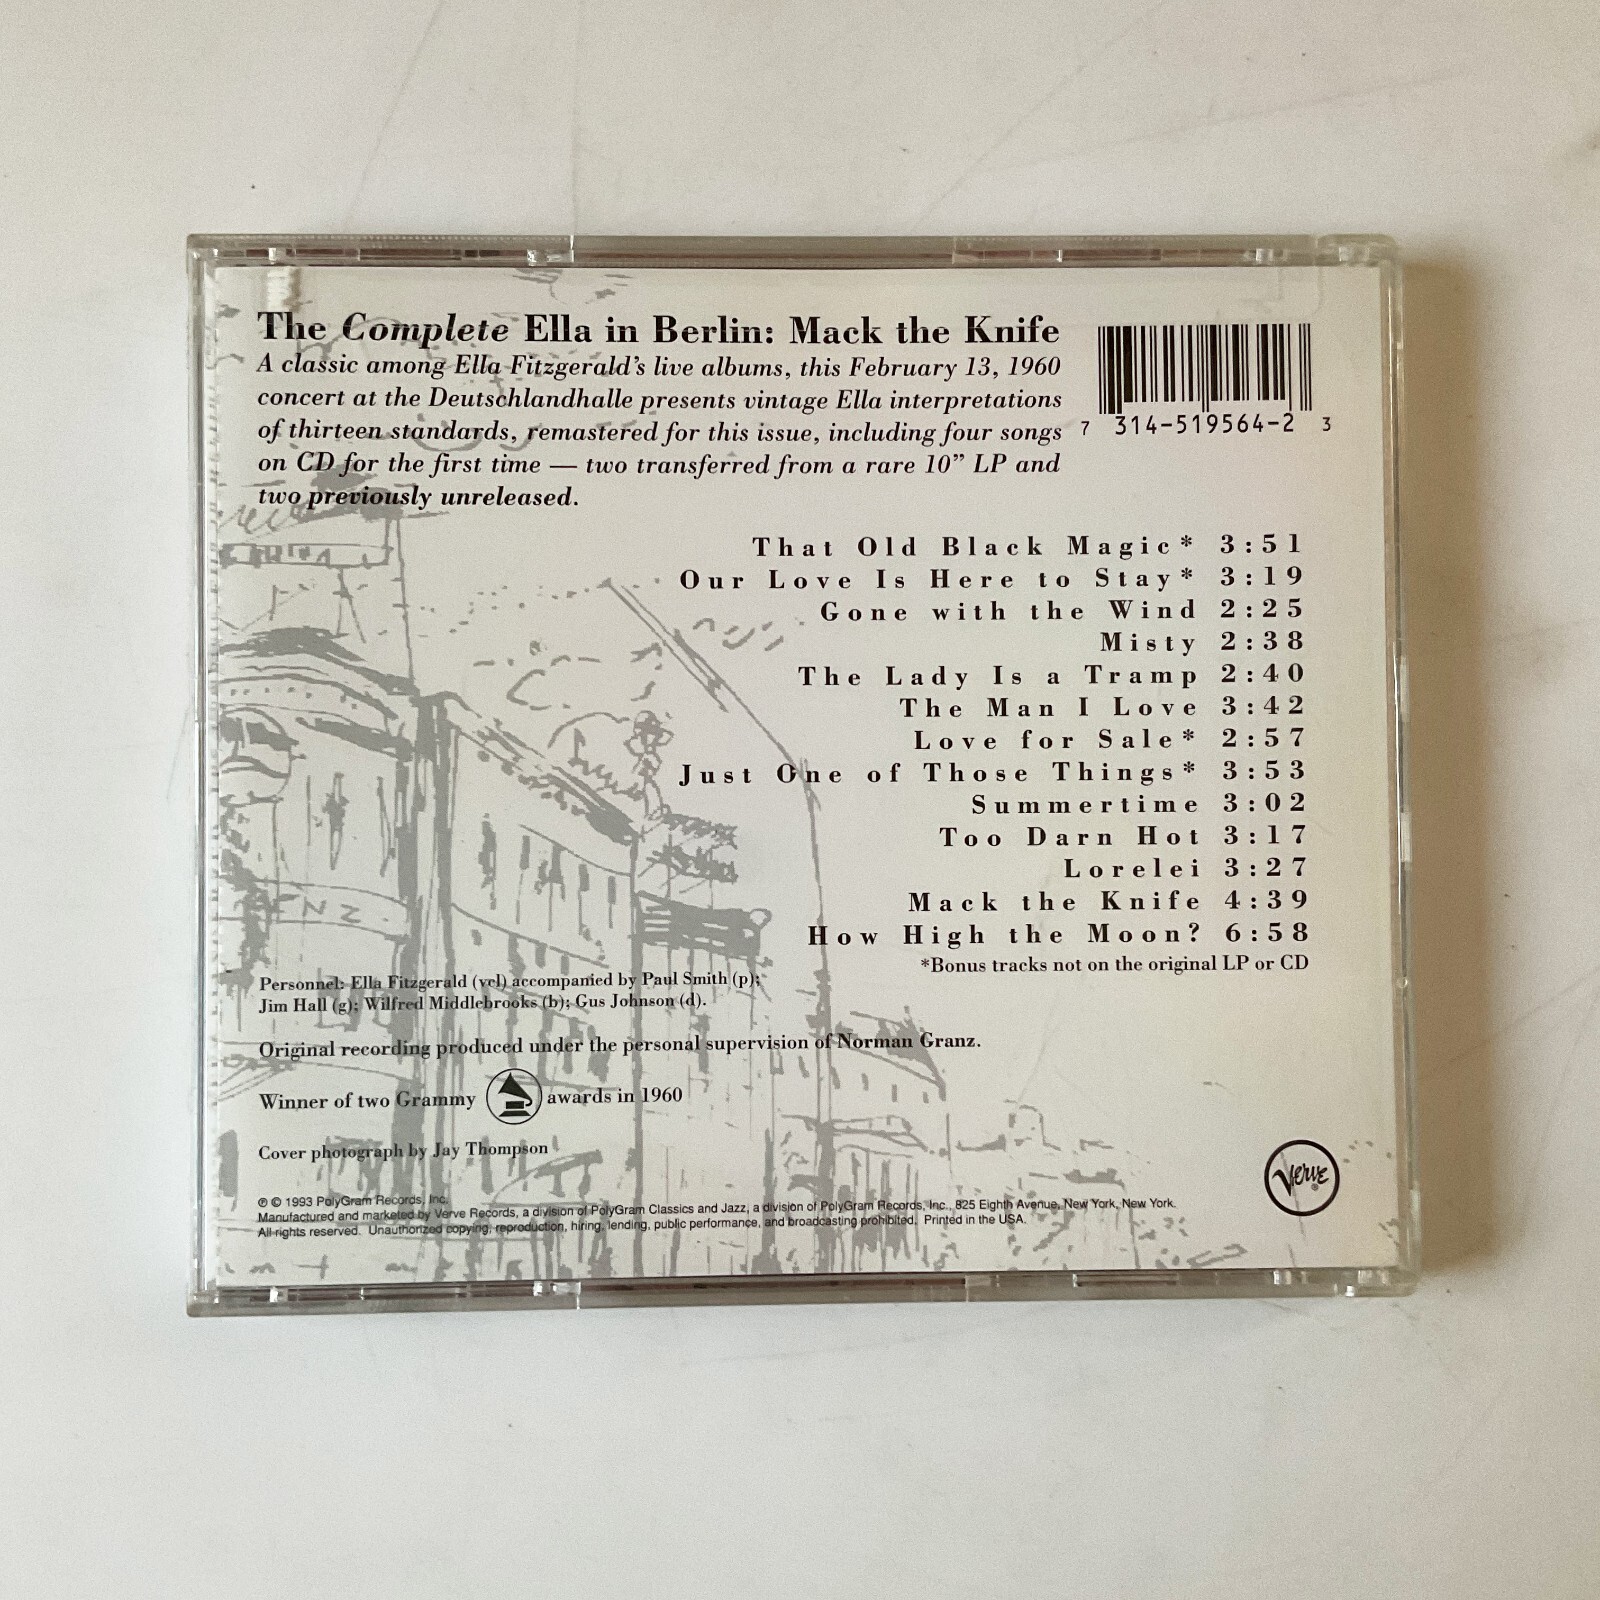 The Complete Ella in Berlin: Mack the Knife
A classic among Ella Fitzgerald's live albums, this February 13, 1960
concert at the Deutschlandhalle presents vintage Ella interpretations
of thirteen standards, remastered for this issue, including four songs
on CD for the first time — two transferred from a rare 10" LP and
two previously unreleased.
7 314-519564-2 3
That Old Black Magic* 3:51
Our Love Is Here to Stay* 3:19
Gone with the Wind 2:25
Misty 2:38
The Lady Is a Tramp 2:40
The Man I Love 3:42
Love for Sale* 2:57
Just One of Those Things* 3:53
Summertime 3:02
Too Darn Hot 3:17
Lorelei 3:27
Mack the Knife 4:39
How High the Moon? 6:58
*Bonus tracks not on the original LP or CD
ENZ
Personnel: Ella Fitzgerald (vcl) accompanied by Paul Smith (p);
Jim Hall (g); Wilfred Middlebrooks (b); Gus Johnson (d).
Original recording produced under the personal supervision of Norman Granz.
Winner of two Grammy awards in 1960
Cover photograph by Jay Thompson
℗ © 1993 PolyGram Records, Inc.
Manufactured and marketed by Verve Records, a division of PolyGram Classics and Jazz, a division of PolyGram Records, Inc., 825 Eighth Avenue, New York, New York.
All rights reserved. Unauthorized copying, reproduction, hiring, lending, public performance, and broadcasting prohibited. Printed in the USA.
Verve